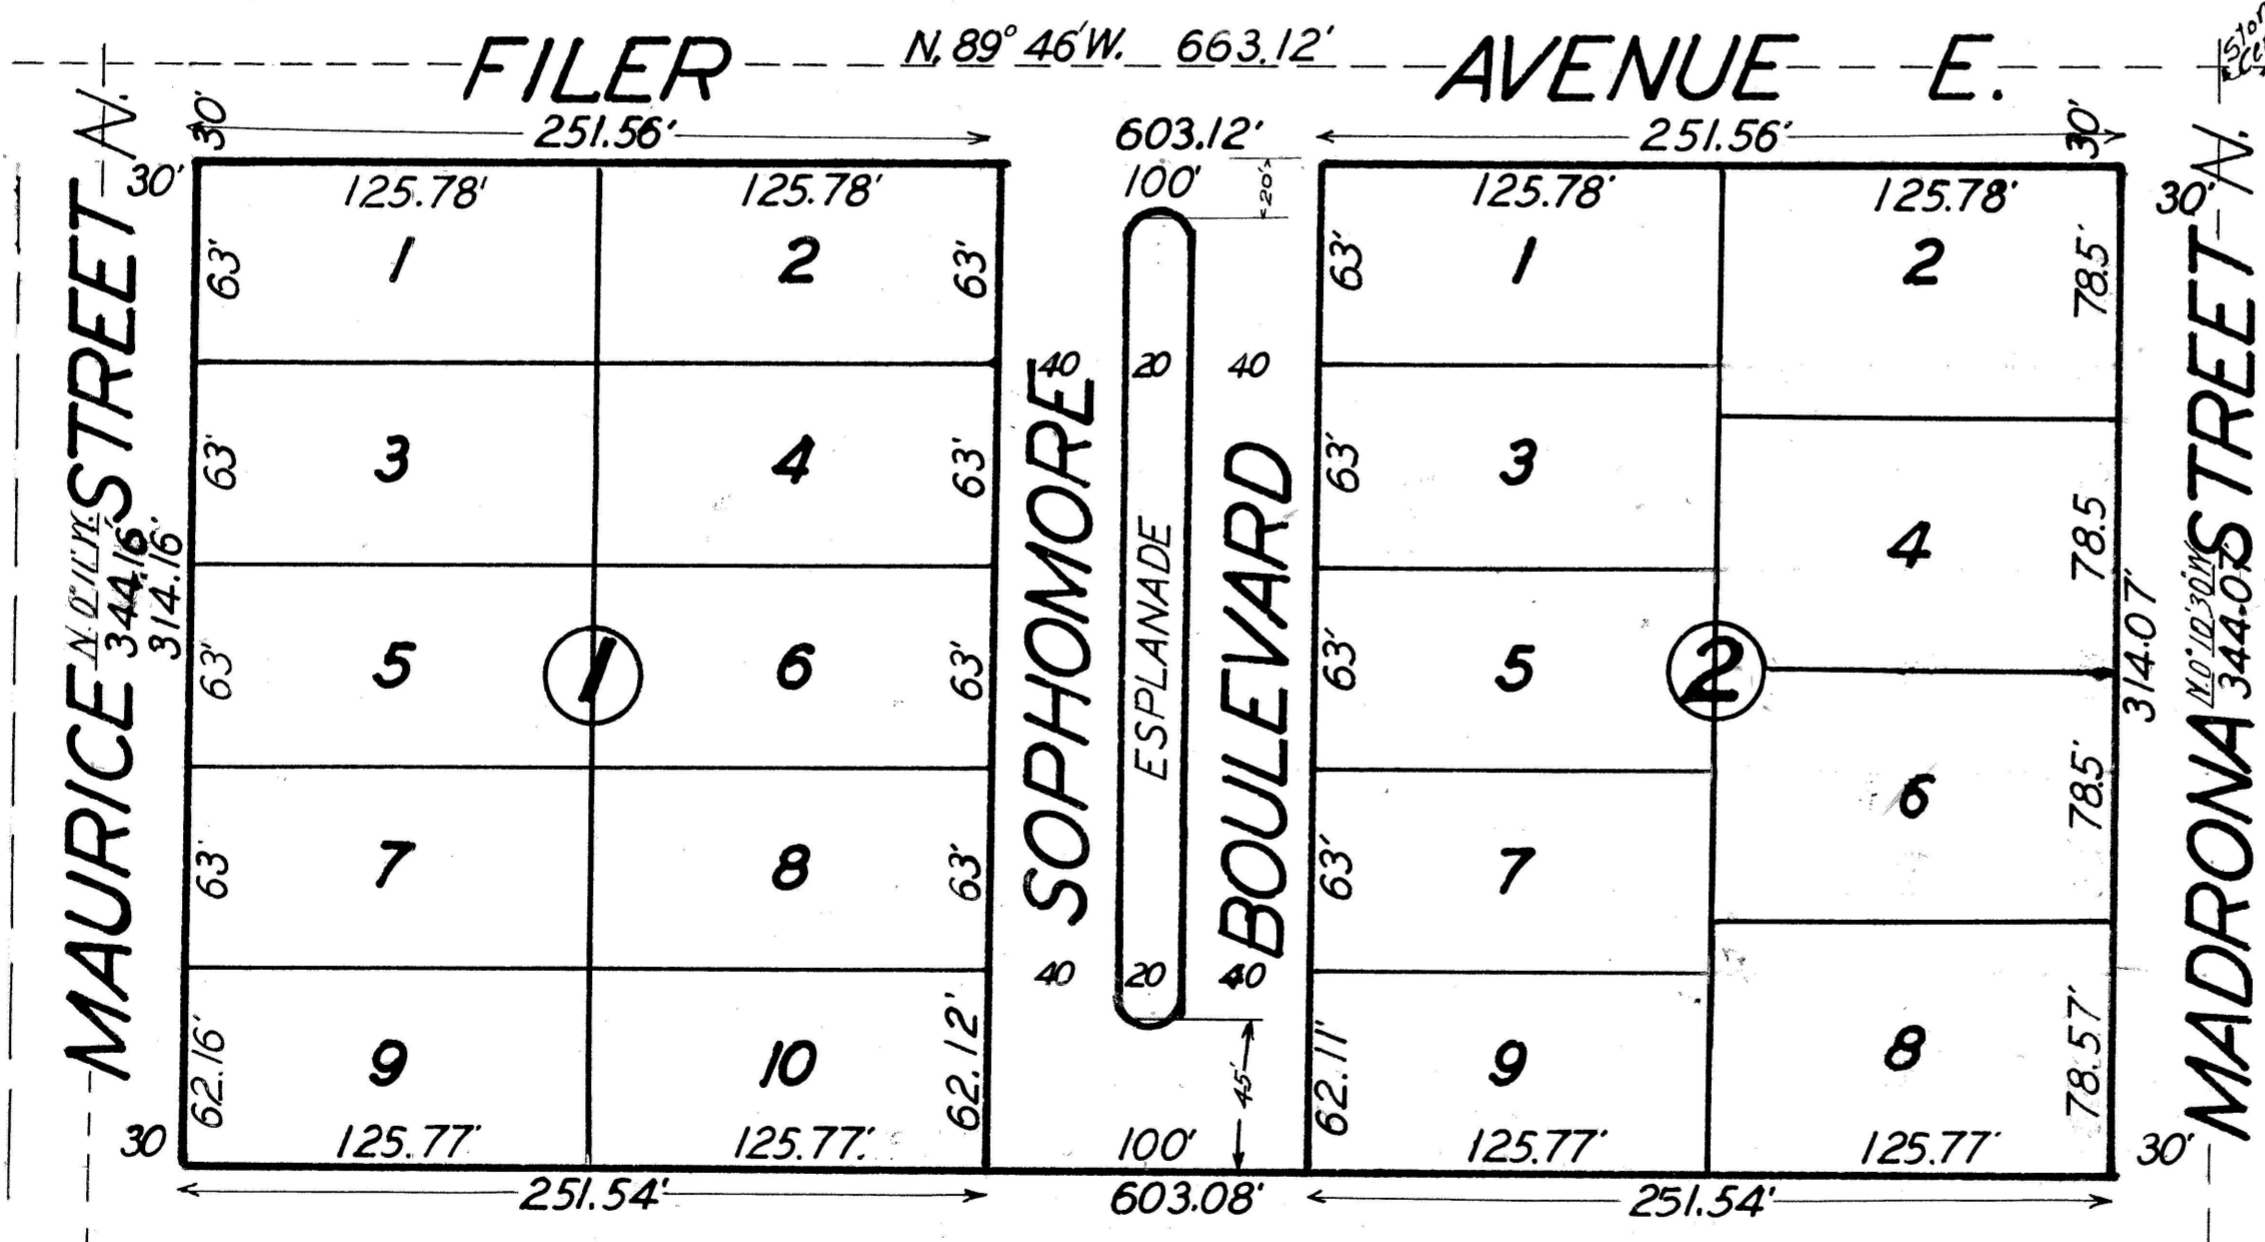 FILER N. 89° 46' W. 663.12' AVENUE E.
30' 251.56' 603.12' 251.56' 30'
30' 125.78' 125.78' 100' 20' 125.78' 125.78' 30'
63' 1 2 63' 63' 1 2 78.5'
40 20 40
63' 3 4 63' 63' 3 4 78.5
63' 5 1 6 63' 63' 5 2
63' 7 8 63' 63' 7 6 78.5'
40 20 40
62.16' 9 10 62.12' 45' 62.11' 9 8 78.57'
30 125.77' 125.77' 100' 125.77' 125.77' 30'
251.54' 603.08' 251.54'
MAURICE STREET N.
N. 0° 11' W.
344.16'
314.16'
SOPHOMORE
ESPLANADE
BOULEVARD
314.07'
MADRONA STREET N.
N. 0° 10' 30" W.
344.07'